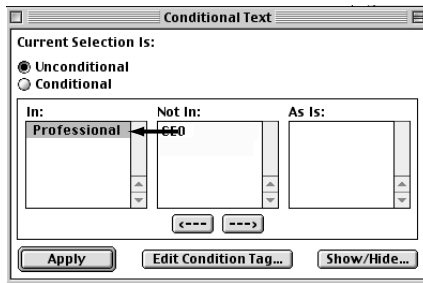 Conditional Text
Current Selection Is:
Unconditional
Conditional
In: Not In: As Is:
Professional CEO
<--- --->
Apply Edit Condition Tag... Show/Hide...